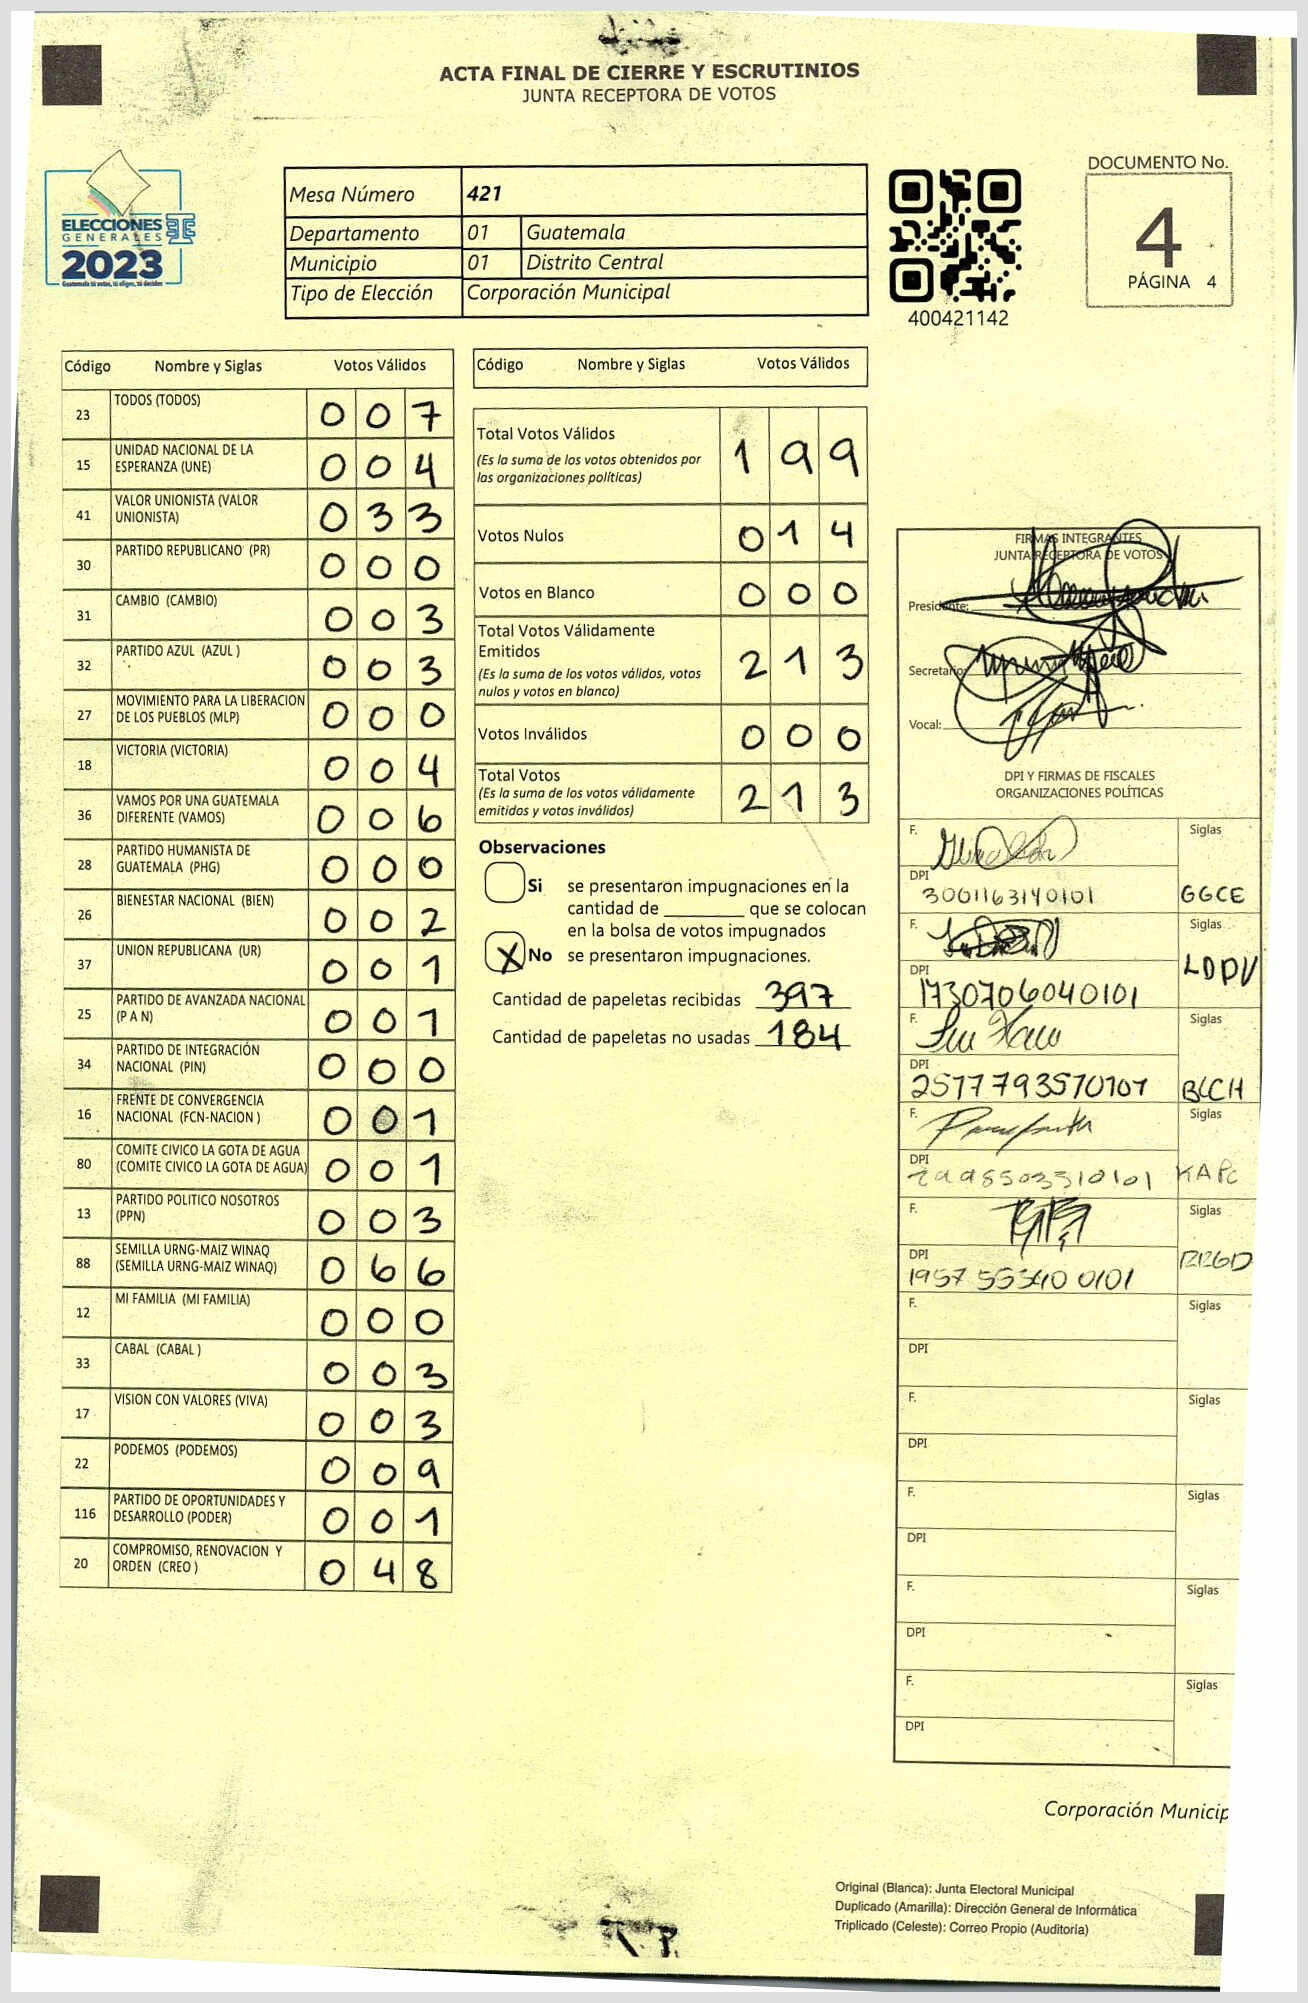 ACTA FINAL DE CIERRE Y ESCRUTINIOS
JUNTA RECEPTORA DE VOTOS
ELECCIONES
GENERALES
2023
Guatemala tú votas, tú eliges, tú decides
Mesa Número 421
Departamento 01 Guatemala
Municipio 01 Distrito Central
Tipo de Elección Corporación Municipal
400421142
DOCUMENTO No.
4
PÁGINA 4
Código Nombre y Siglas Votos Válidos
23 TODOS (TODOS) 0 0 7
15 UNIDAD NACIONAL DE LA
ESPERANZA (UNE) 0 0 4
41 VALOR UNIONISTA (VALOR
UNIONISTA) 0 3 3
30 PARTIDO REPUBLICANO (PR) 0 0 0
31 CAMBIO (CAMBIO) 0 0 3
32 PARTIDO AZUL (AZUL ) 0 0 3
27 MOVIMIENTO PARA LA LIBERACION
DE LOS PUEBLOS (MLP) 0 0 0
18 VICTORIA (VICTORIA) 0 0 4
36 VAMOS POR UNA GUATEMALA
DIFERENTE (VAMOS) 0 0 6
28 PARTIDO HUMANISTA DE
GUATEMALA (PHG) 0 0 0
26 BIENESTAR NACIONAL (BIEN) 0 0 2
37 UNION REPUBLICANA (UR) 0 0 1
25 PARTIDO DE AVANZADA NACIONAL
(P A N) 0 0 1
34 PARTIDO DE INTEGRACIÓN
NACIONAL (PIN) 0 0 0
16 FRENTE DE CONVERGENCIA
NACIONAL (FCN-NACION ) 0 0 1
80 COMITE CIVICO LA GOTA DE AGUA
(COMITE CIVICO LA GOTA DE AGUA) 0 0 1
13 PARTIDO POLITICO NOSOTROS
(PPN) 0 0 3
88 SEMILLA URNG-MAIZ WINAQ
(SEMILLA URNG-MAIZ WINAQ) 0 6 6
12 MI FAMILIA (MI FAMILIA) 0 0 0
33 CABAL (CABAL ) 0 0 3
17 VISION CON VALORES (VIVA) 0 0 3
22 PODEMOS (PODEMOS) 0 0 9
116 PARTIDO DE OPORTUNIDADES Y
DESARROLLO (PODER) 0 0 1
20 COMPROMISO, RENOVACION Y
ORDEN (CREO ) 0 4 8
Código Nombre y Siglas Votos Válidos
Total Votos Válidos 1 9 9
(Es la suma de los votos obtenidos por
las organizaciones políticas)
Votos Nulos 0 1 4
Votos en Blanco 0 0 0
Total Votos Válidamente
Emitidos 2 1 3
(Es la suma de los votos válidos, votos
nulos y votos en blanco)
Votos Inválidos 0 0 0
Total Votos 2 1 3
(Es la suma de los votos válidamente
emitidos y votos inválidos)
Observaciones
Si se presentaron impugnaciones en la
cantidad de ________ que se colocan
en la bolsa de votos impugnados
X No se presentaron impugnaciones.
Cantidad de papeletas recibidas 397
Cantidad de papeletas no usadas 184
FIRMAS INTEGRANTES
JUNTA RECEPTORA DE VOTOS
Presidente:
Secretario:
Vocal:
DPI Y FIRMAS DE FISCALES
ORGANIZACIONES POLÍTICAS
F. Siglas
DPI
3001163140101 GGCE
F. Siglas
DPI LDDV
1730706040101
F. Siglas
DPI
2577793570101 BLCH
F. Siglas
DPI
KAPC
F. Siglas
DPI
F. Siglas
DPI
F. Siglas
DPI
F. Siglas
DPI
F. Siglas
DPI
F. Siglas
DPI
Corporación Municip
Original (Blanca): Junta Electoral Municipal
Duplicado (Amarilla): Dirección General de Informática
Triplicado (Celeste): Correo Propio (Auditoría)